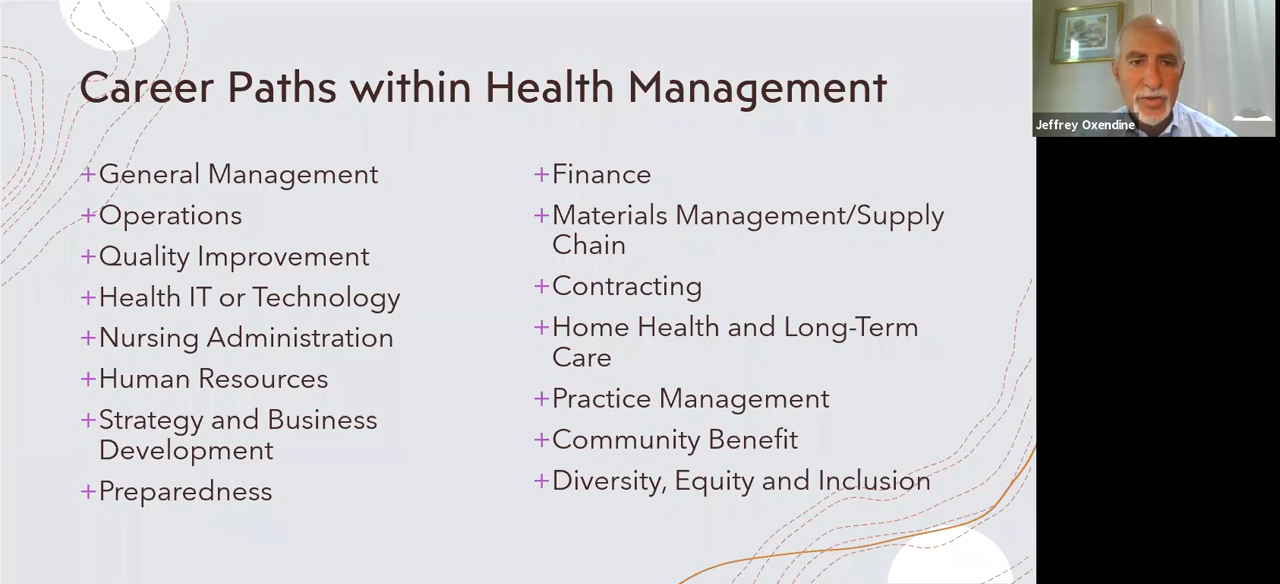 Career Paths within Health Management
+General Management
+Operations
+Quality Improvement
+Health IT or Technology
+Nursing Administration
+Human Resources
+Strategy and Business
Development
+Preparedness
+Finance
+Materials Management/Supply
Chain
+Contracting
+Home Health and Long-Term
Care
+Practice Management
+Community Benefit
+Diversity, Equity and Inclusion
Jeffrey Oxendine